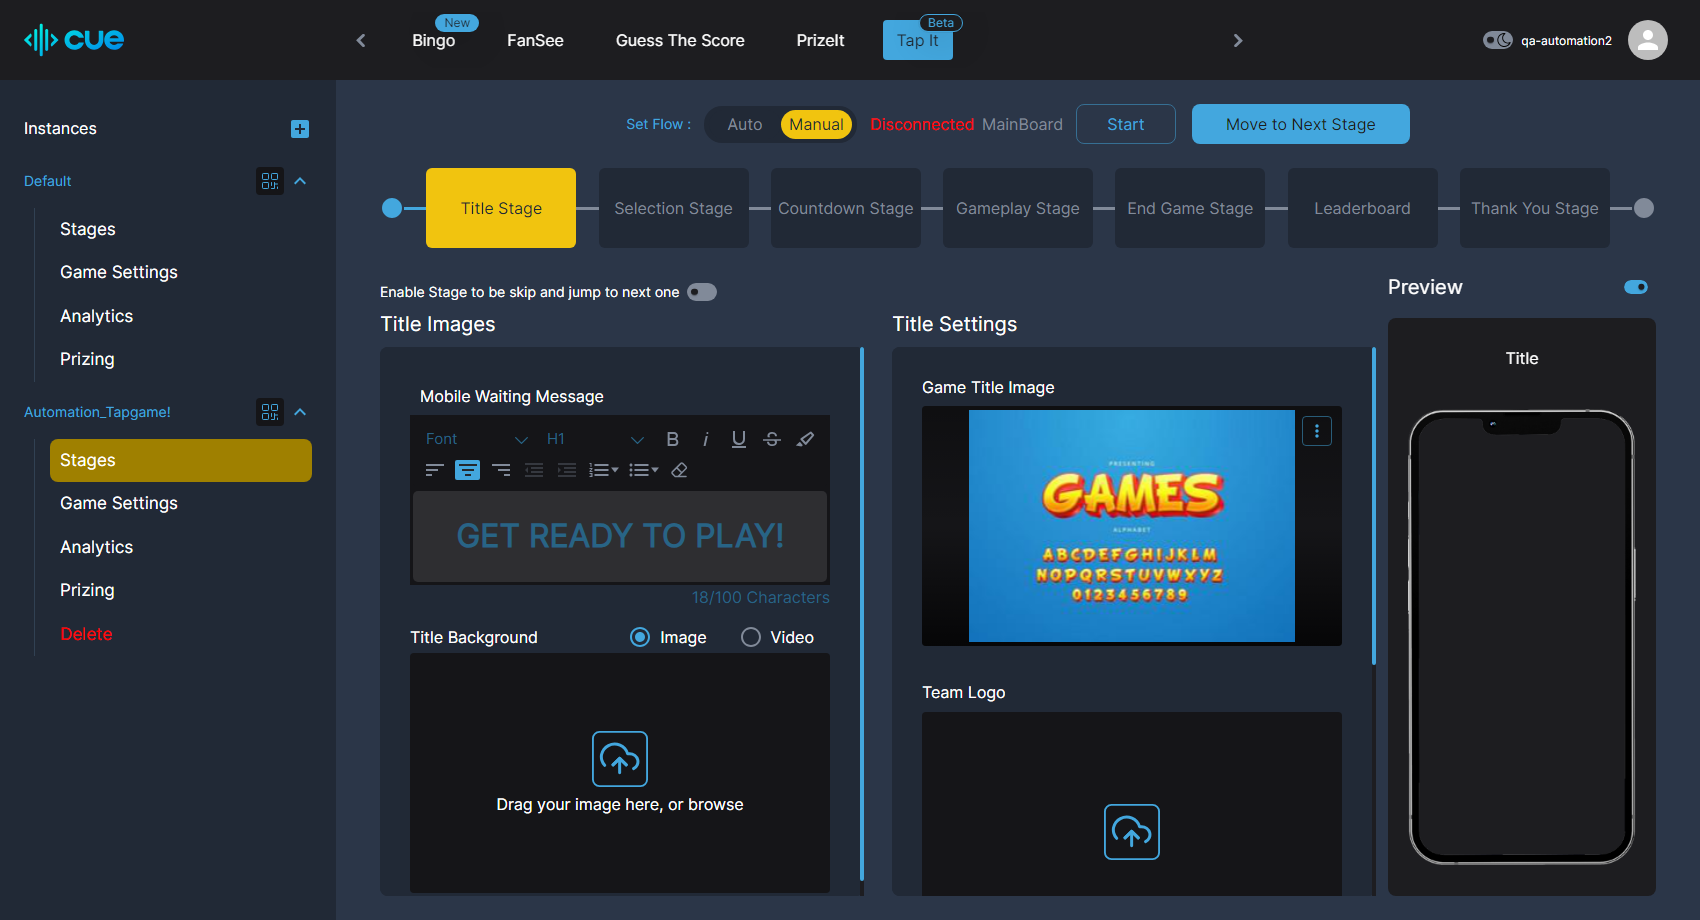 cue
Bingo
New
FanSee
Guess The Score
PrizeIt
Tap It
Beta
qa-automation2
Instances
Default
Stages
Game Settings
Analytics
Prizing
Automation_Tapgame!
Stages
Game Settings
Analytics
Prizing
Delete
Set Flow :
Auto
Manual
Disconnected MainBoard
Start
Move to Next Stage
Title Stage
Selection Stage
Countdown Stage
Gameplay Stage
End Game Stage
Leaderboard
Thank You Stage
Enable Stage to be skip and jump to next one
Title Images
Mobile Waiting Message
Font
H1
B i U S
GET READY TO PLAY!
18/100 Characters
Title Background
Image
Video
Drag your image here, or browse
Title Settings
Game Title Image
PRESENTING
GAMES
ALPHABET
ABCDEFGHIJKLM
NOPQRSTUVWXYZ
0123456789
Team Logo
Preview
Title